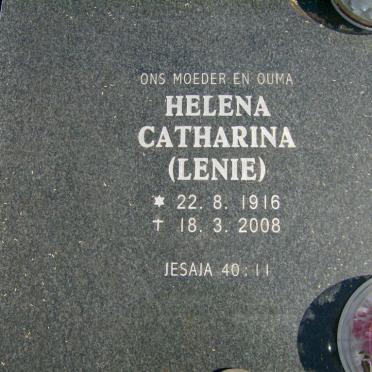 ONS MOEDER EN OUMA
HELENA
CATHARINA
(LENIE)
✶ 22. 8. 1916
✝ 18. 3. 2008
JESAJA 40:11